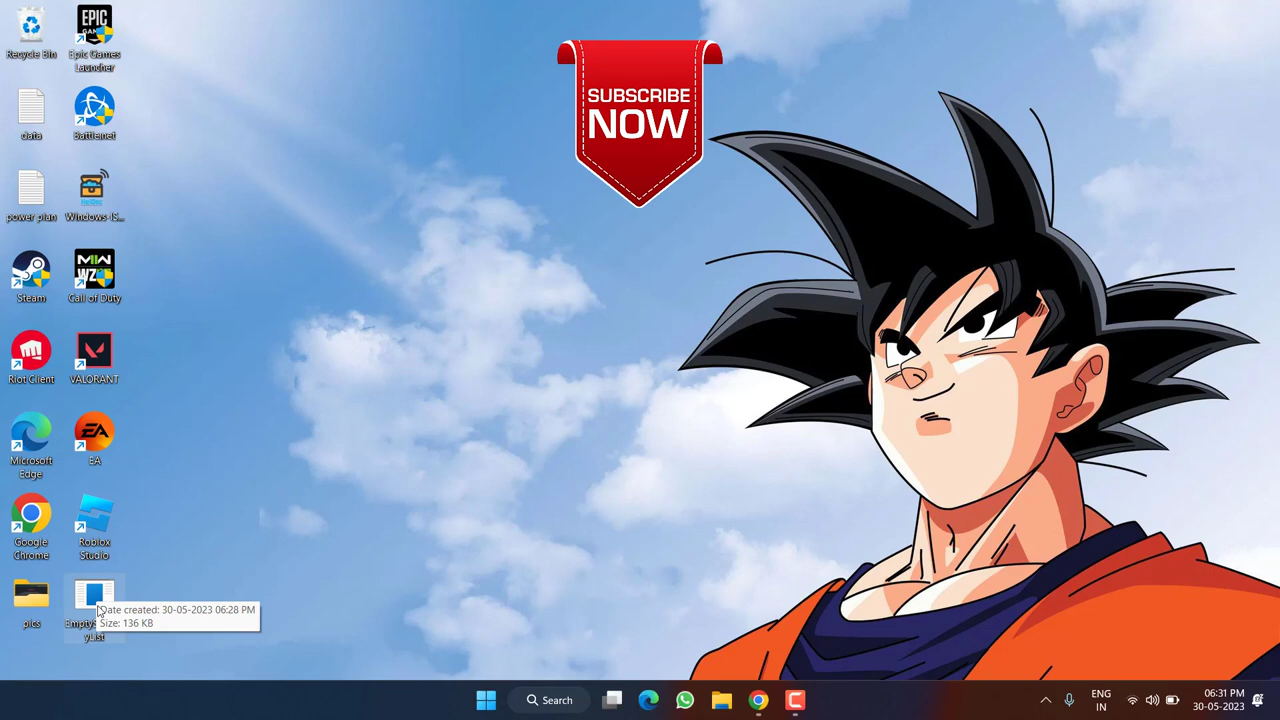 Recycle Bin
EPIC
Epic Games
Launcher
data
Battle.net
power plan
Windows-IS...
MW
WZ
Steam
Call of Duty
Riot Client
VALORANT
EA
Microsoft
Edge
EA
Google
Chrome
Roblox
Studio
pics
yList
Date created: 30-05-2023 06:28 PM
Size: 136 KB
SUBSCRIBE
NOW
Search
ENG
IN
06:31 PM
30-05-2023